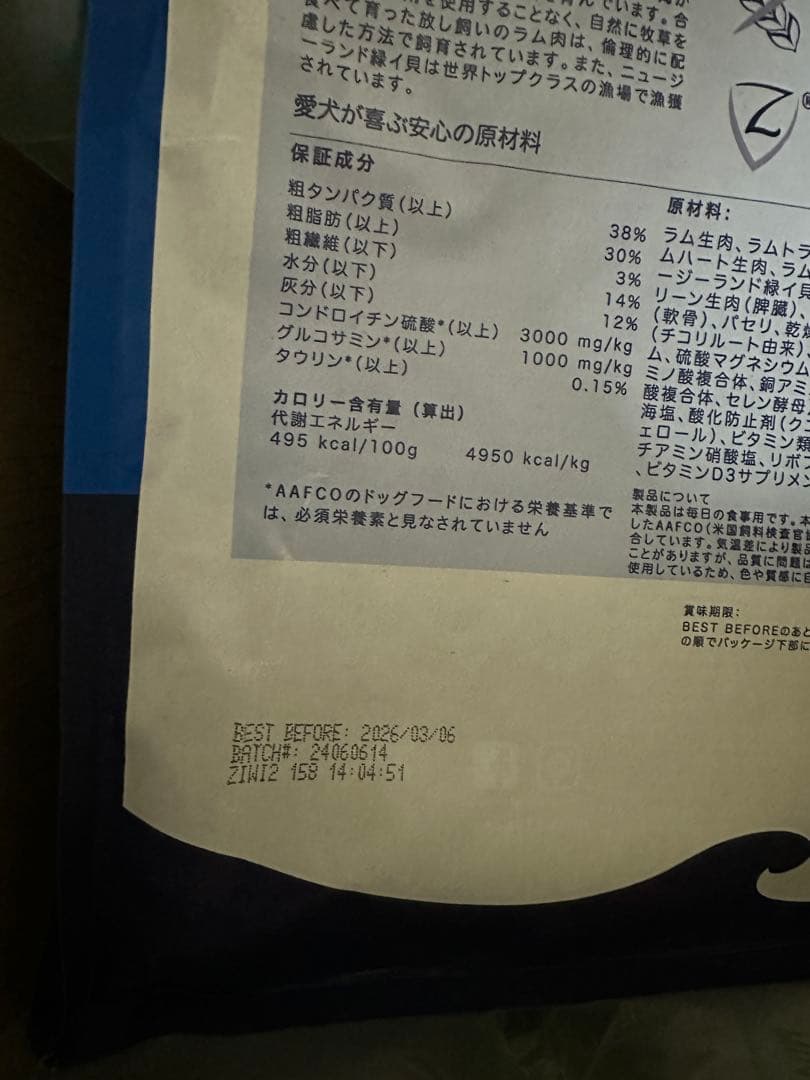 使用することなく、自然に牧草を
食べて育った放し飼いのラム肉は、倫理的に配
慮した方法で飼育されています。また、ニュージ
ーランド緑イ貝は世界トップクラスの漁場で漁獲
されています。
愛犬が喜ぶ安心の原材料
保証成分
粗タンパク質(以上) 38%
粗脂肪(以上) 30%
粗繊維(以下) 3%
水分(以下) 14%
灰分(以下) 12%
コンドロイチン硫酸*(以上) 3000 mg/kg
グルコサミン*(以上) 1000 mg/kg
タウリン*(以上) 0.15%
カロリー含有量（算出）
代謝エネルギー
495 kcal/100g 4950 kcal/kg
*AAFCOのドッグフードにおける栄養基準で
は、必須栄養素と見なされていません
原材料:
ラム生肉、ラムトラ
ムハート生肉、ラム
ージーランド緑イ貝
リーン生肉(脾臓)、
(軟骨)、パセリ、乾燥
(チコリルート由来)、
ム、硫酸マグネシウム
ミノ酸複合体、銅アミ
酸複合体、セレン酵母
海塩、酸化防止剤(クエ
ェロール)、ビタミン類
チアミン硝酸塩、リボフ
、ビタミンD3サプリメン
製品について
本製品は毎日の食事用です。本
したAAFCO(米国飼料検査官
合しています。気温差により製品
ことがありますが、品質に問題は
使用しているため、色や質感に
賞味期限:
BEST BEFOREのあと
の順でパッケージ下部に
Z
BEST BEFORE: 2026/03/06
BATCH#: 24060614
ZIWI2 158 14:04:51